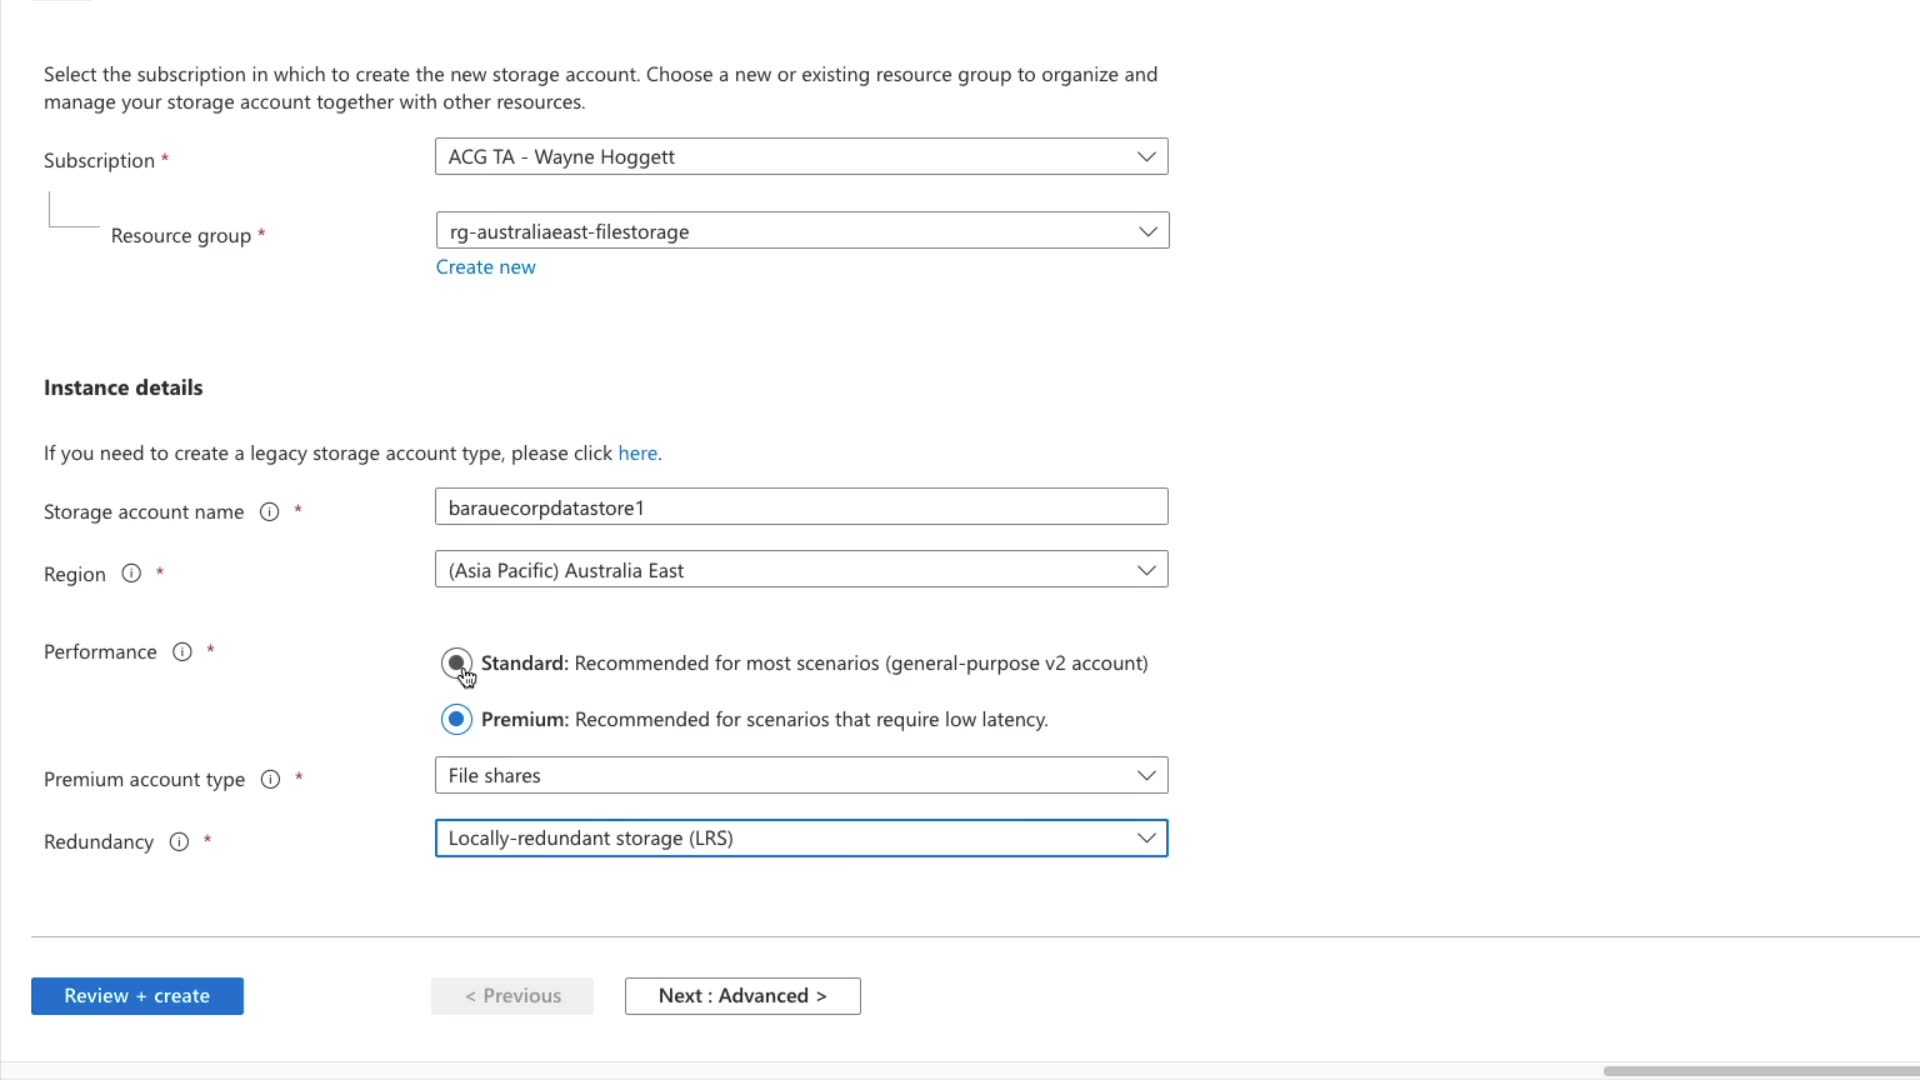 Select the subscription in which to create the new storage account. Choose a new or existing resource group to organize and
manage your storage account together with other resources.
Subscription *
ACG TA - Wayne Hoggett
Resource group *
rg-australiaeast-filestorage
Create new
Instance details
If you need to create a legacy storage account type, please click here.
Storage account name *
barauecorpdatastore1
Region *
(Asia Pacific) Australia East
Performance *
Standard: Recommended for most scenarios (general-purpose v2 account)
Premium: Recommended for scenarios that require low latency.
Premium account type *
File shares
Redundancy *
Locally-redundant storage (LRS)
Review + create
< Previous
Next : Advanced >